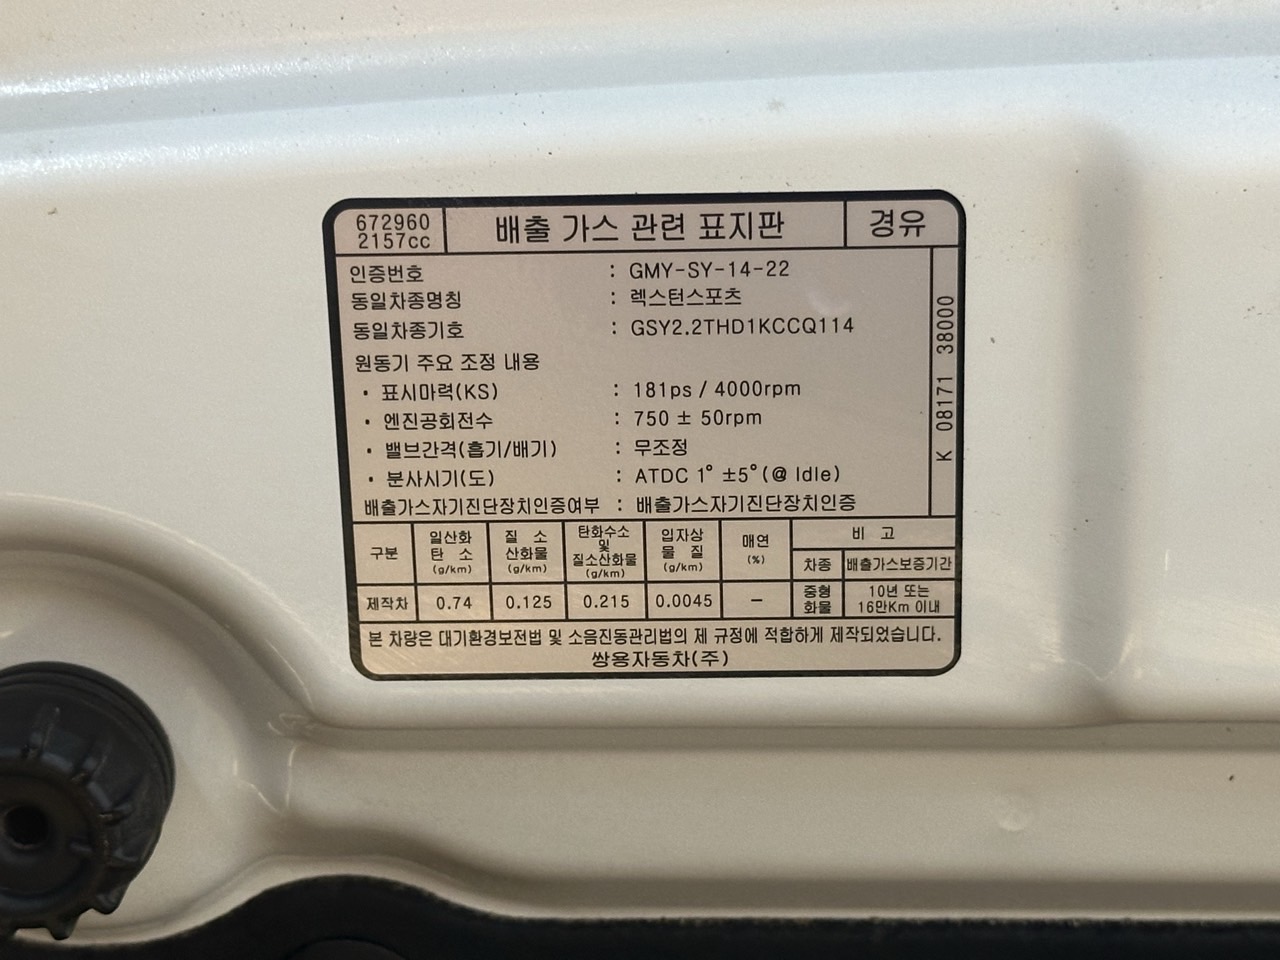 672960
2157cc
배출 가스 관련 표지판
경유
인증번호 : GMY-SY-14-22
동일차종명칭 : 렉스턴스포츠
동일차종기호 : GSY2.2THD1KCCQ114
원동기 주요 조정 내용
· 표시마력(KS) : 181ps / 4000rpm
· 엔진공회전수 : 750 ± 50rpm
· 밸브간격(흡기/배기) : 무조정
· 분사시기(도) : ATDC 1° ±5°(@ Idle)
배출가스자기진단장치인증여부 : 배출가스자기진단장치인증
K 08171 38000
구분
일산화
탄 소
(g/km)
질 소
산화물
(g/km)
탄화수소
및
질소산화물
(g/km)
입자상
물 질
(g/km)
매연
(%)
비 고
차종
배출가스보증기간
제작차
0.74
0.125
0.215
0.0045
–
중형
화물
10년 또는
16만Km 이내
본 차량은 대기환경보전법 및 소음진동관리법의 제 규정에 적합하게 제작되었습니다.
쌍용자동차(주)